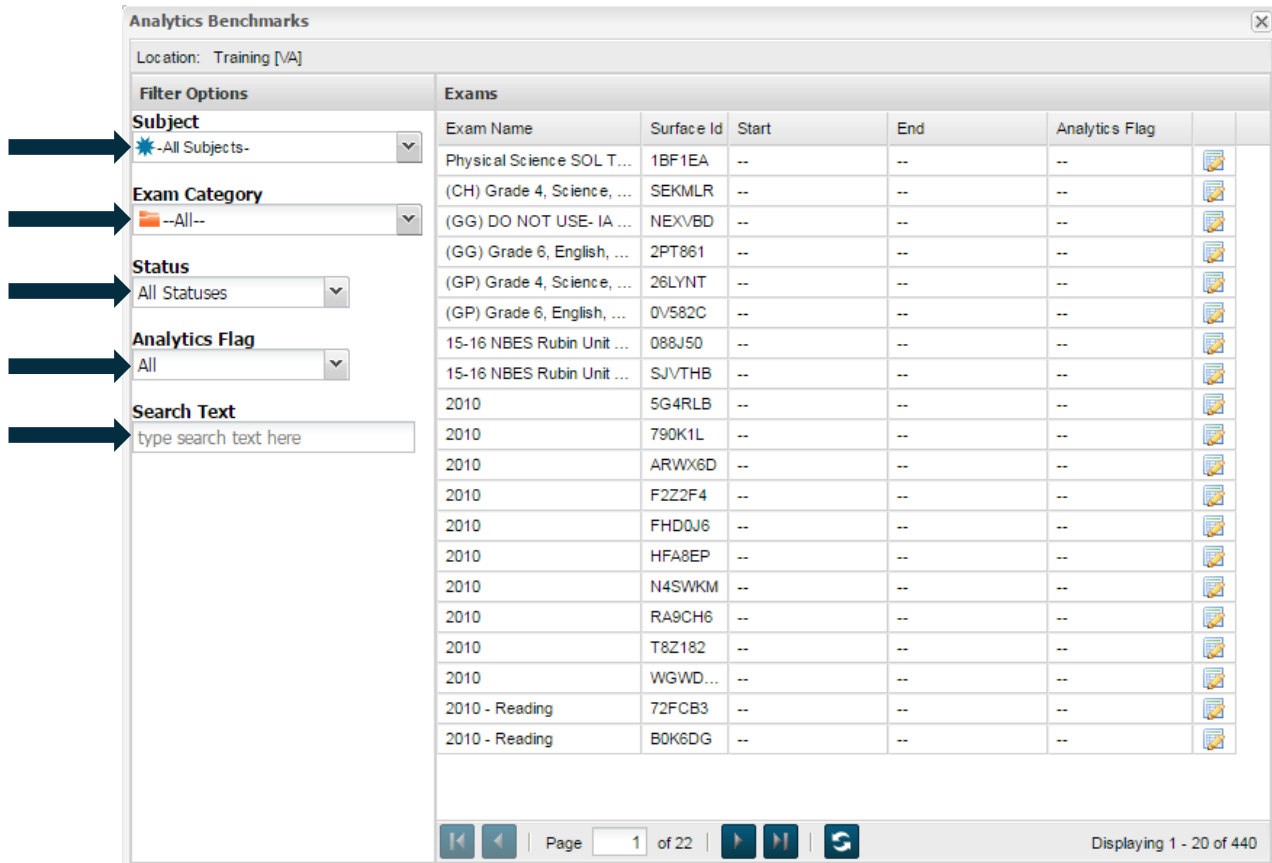 Analytics Benchmarks
Location: Training [VA]
Filter Options
Subject
-All Subjects-
Exam Category
--All--
Status
All Statuses
Analytics Flag
All
Search Text
type search text here
Exams
Exam Name Surface Id Start End Analytics Flag
Physical Science SOL T... 1BF1EA -- -- --
(CH) Grade 4, Science, ... SEKMLR -- -- --
(GG) DO NOT USE- IA ... NEXVBD -- -- --
(GG) Grade 6, English, ... 2PT861 -- -- --
(GP) Grade 4, Science, ... 26LYNT -- -- --
(GP) Grade 6, English, ... 0V582C -- -- --
15-16 NBES Rubin Unit ... 088J50 -- -- --
15-16 NBES Rubin Unit ... SJVTHB -- -- --
2010 5G4RLB -- -- --
2010 790K1L -- -- --
2010 ARWX6D -- -- --
2010 F2Z2F4 -- -- --
2010 FHD0J6 -- -- --
2010 HFA8EP -- -- --
2010 N4SWKM -- -- --
2010 RA9CH6 -- -- --
2010 T8Z182 -- -- --
2010 WGWD... -- -- --
2010 - Reading 72FCB3 -- -- --
2010 - Reading B0K6DG -- -- --
Page 1 of 22 Displaying 1 - 20 of 440